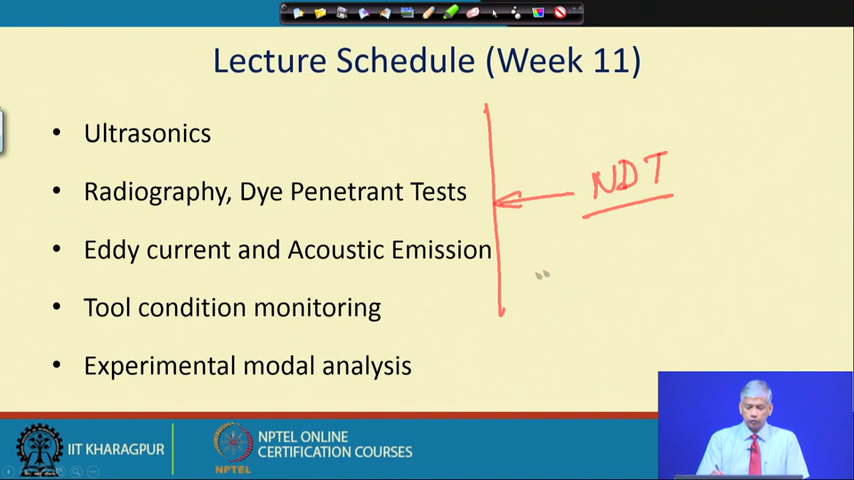 Lecture Schedule (Week 11)
• Ultrasonics
• Radiography, Dye Penetrant Tests
NDT
• Eddy current and Acoustic Emission
• Tool condition monitoring
• Experimental modal analysis
IIT KHARAGPUR
NPTEL
NPTEL ONLINE
CERTIFICATION COURSES